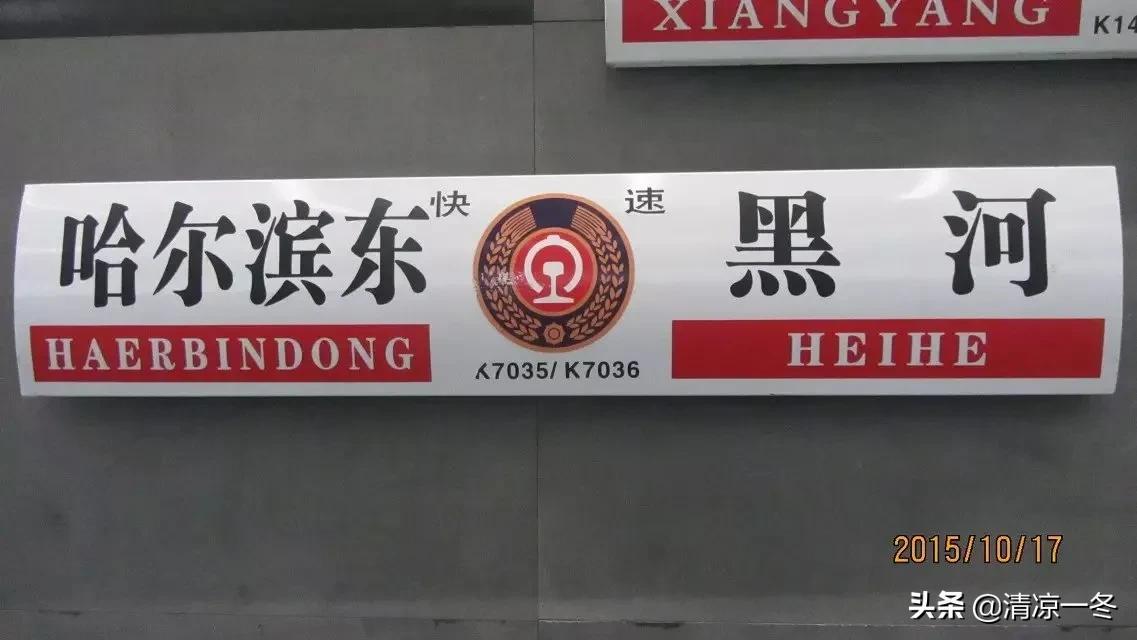 XIANGYANG
K14
哈尔滨东 快 速 黑河
HAERBINDONG K7035/K7036 HEIHE
2015/10/17
头条 @清凉一冬